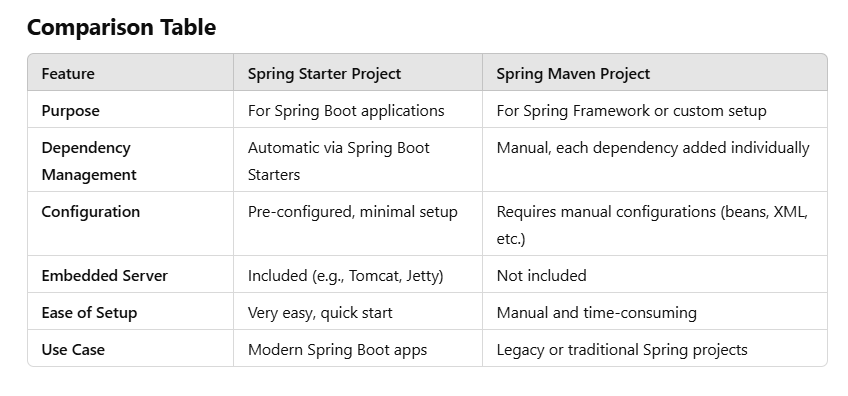 Comparison Table
Feature Spring Starter Project Spring Maven Project
Purpose For Spring Boot applications For Spring Framework or custom setup
Dependency Management Automatic via Spring Boot Starters Manual, each dependency added individually
Configuration Pre-configured, minimal setup Requires manual configurations (beans, XML, etc.)
Embedded Server Included (e.g., Tomcat, Jetty) Not included
Ease of Setup Very easy, quick start Manual and time-consuming
Use Case Modern Spring Boot apps Legacy or traditional Spring projects